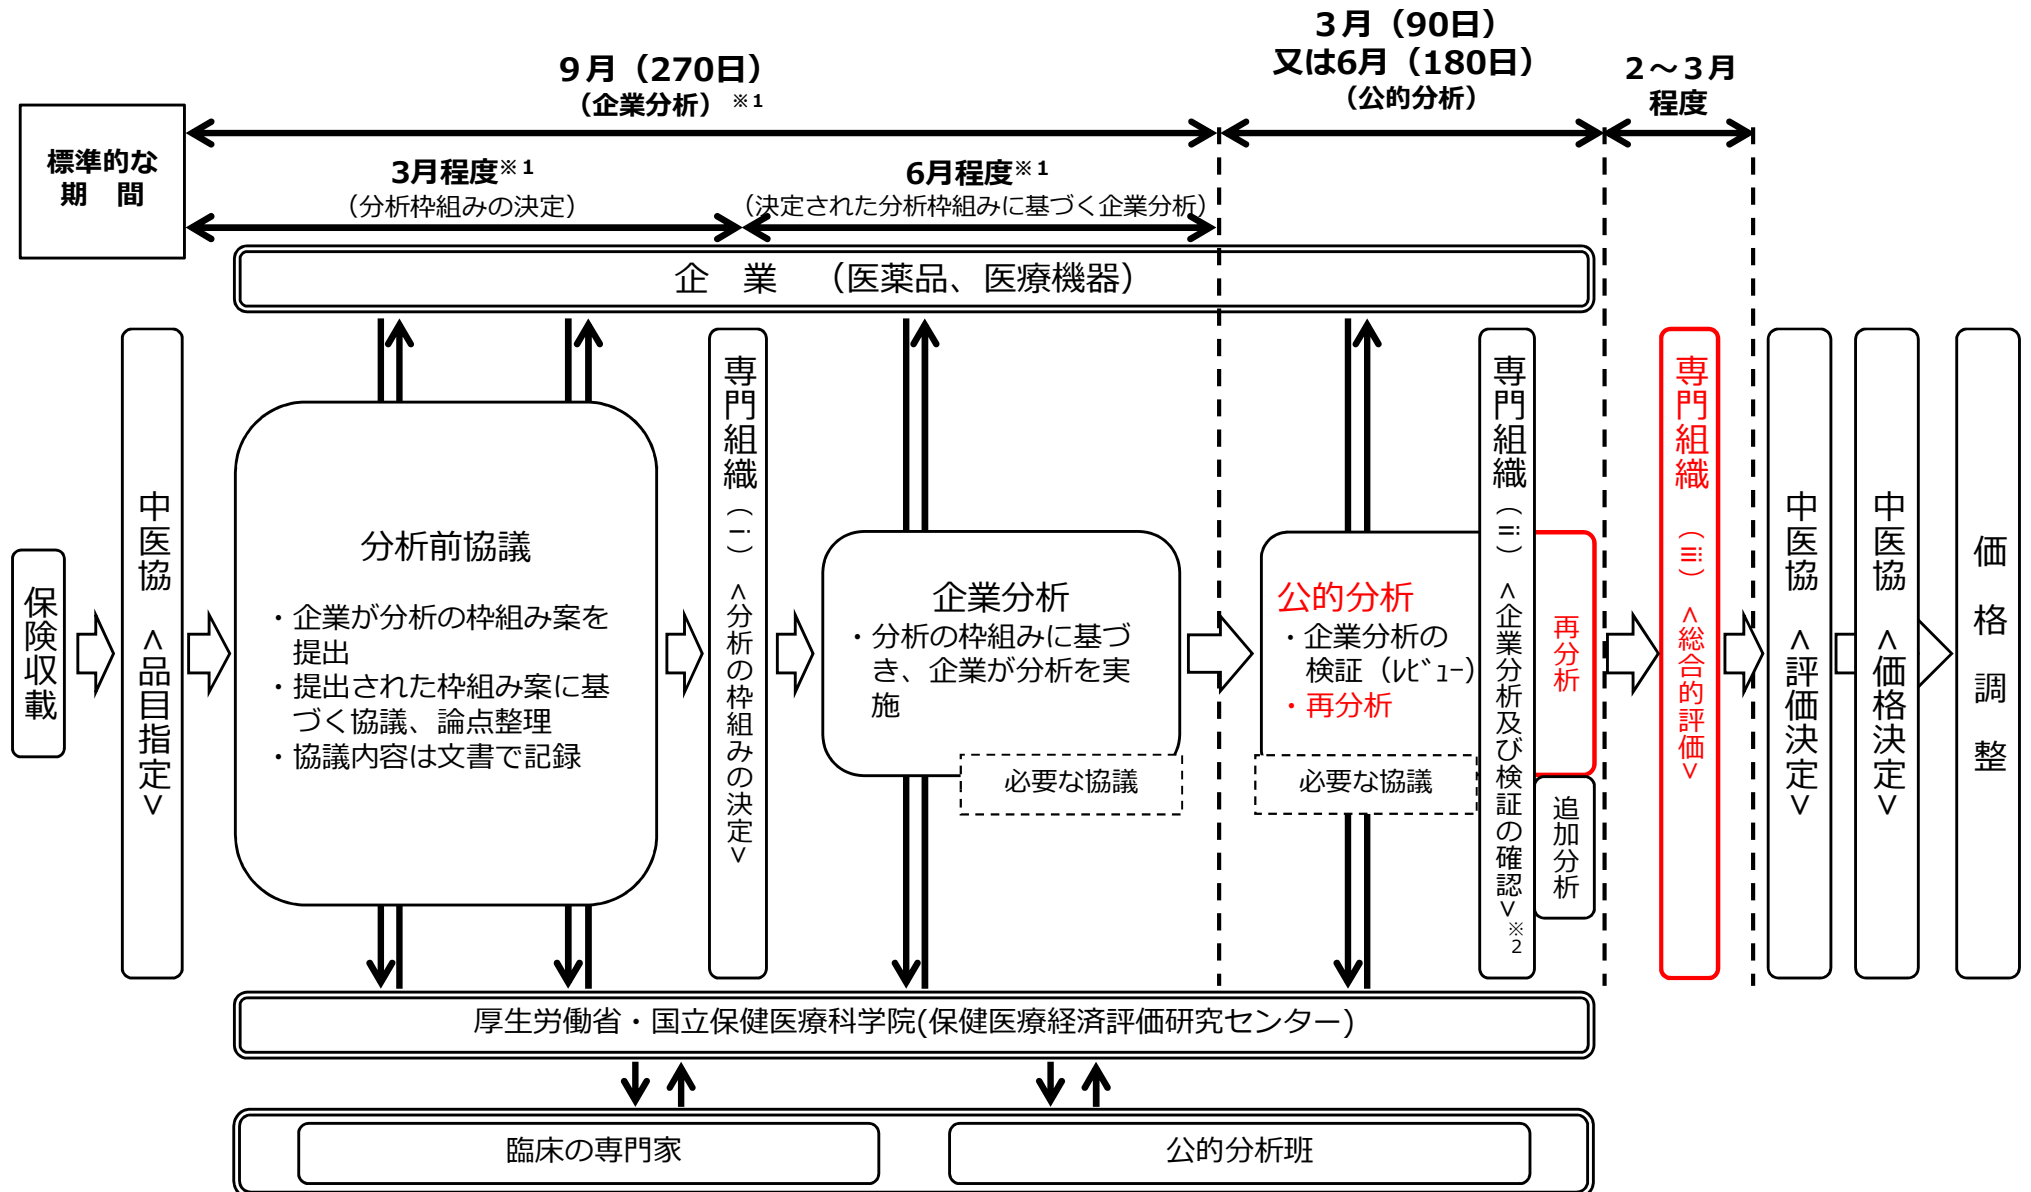 9月（270日）
（企業分析）※1
3月（90日）
又は6月（180日）
（公的分析）
2～3月
程度
標準的な
期　間
3月程度※1
（分析枠組みの決定）
6月程度※1
（決定された分析枠組みに基づく企業分析）
企　業　（医薬品、医療機器）
保険収載
中医協　<品目指定>
分析前協議
・企業が分析の枠組み案を
提出
・提出された枠組み案に基
づく協議、論点整理
・協議内容は文書で記録
専門組織（ⅰ）<分析の枠組みの決定>
企業分析
・分析の枠組みに基づ
き、企業が分析を実
施
必要な協議
公的分析
・企業分析の
検証（ﾚﾋﾞｭｰ）
・再分析
必要な協議
専門組織（ⅱ）<企業分析及び検証の確認>※2
再分析
追加分析
専門組織　（ⅲ）<総合的評価>
中医協　<評価決定>
中医協　<価格決定>
価格調整
厚生労働省・国立保健医療科学院(保健医療経済評価研究センター)
臨床の専門家
公的分析班